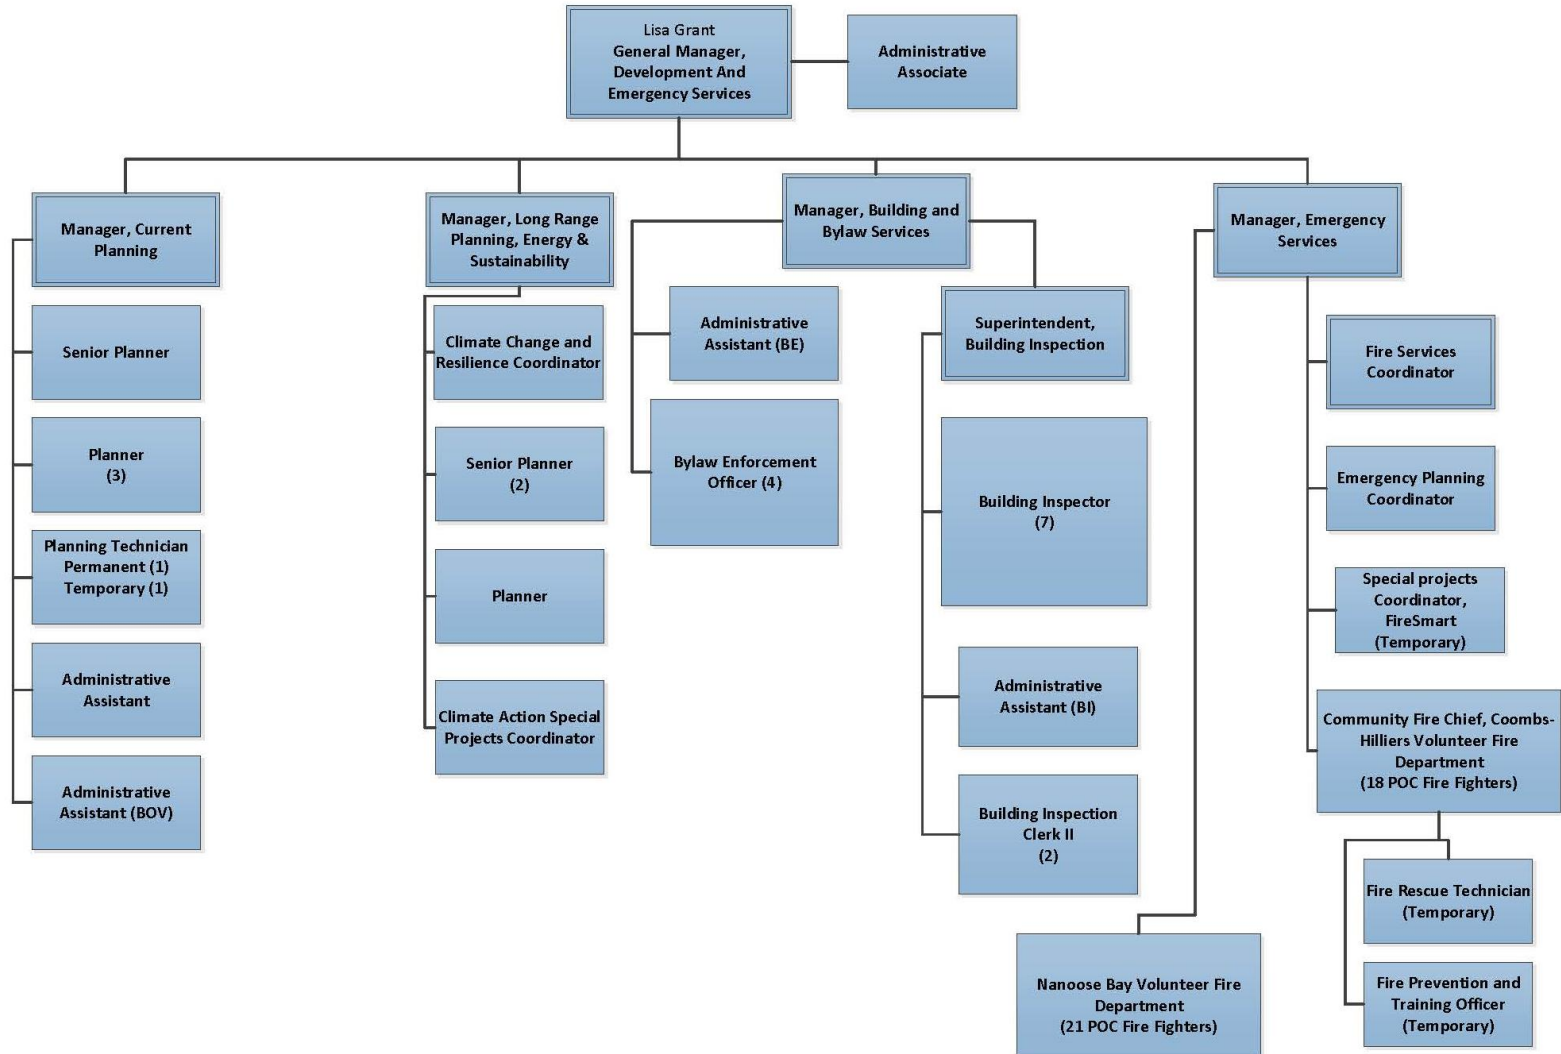 Lisa Grant
General Manager,
Development And
Emergency Services
Administrative
Associate
Manager, Current
Planning
Senior Planner
Planner
(3)
Planning Technician
Permanent (1)
Temporary (1)
Administrative
Assistant
Administrative
Assistant (BOV)
Manager, Long Range
Planning, Energy &
Sustainability
Climate Change and
Resilience Coordinator
Senior Planner
(2)
Planner
Climate Action Special
Projects Coordinator
Manager, Building and
Bylaw Services
Administrative
Assistant (BE)
Bylaw Enforcement
Officer (4)
Superintendent,
Building Inspection
Building Inspector
(7)
Administrative
Assistant (BI)
Building Inspection
Clerk II
(2)
Manager, Emergency
Services
Fire Services
Coordinator
Emergency Planning
Coordinator
Special projects
Coordinator,
FireSmart
(Temporary)
Community Fire Chief, Coombs-
Hilliers Volunteer Fire
Department
(18 POC Fire Fighters)
Fire Rescue Technician
(Temporary)
Fire Prevention and
Training Officer
(Temporary)
Nanoose Bay Volunteer Fire
Department
(21 POC Fire Fighters)